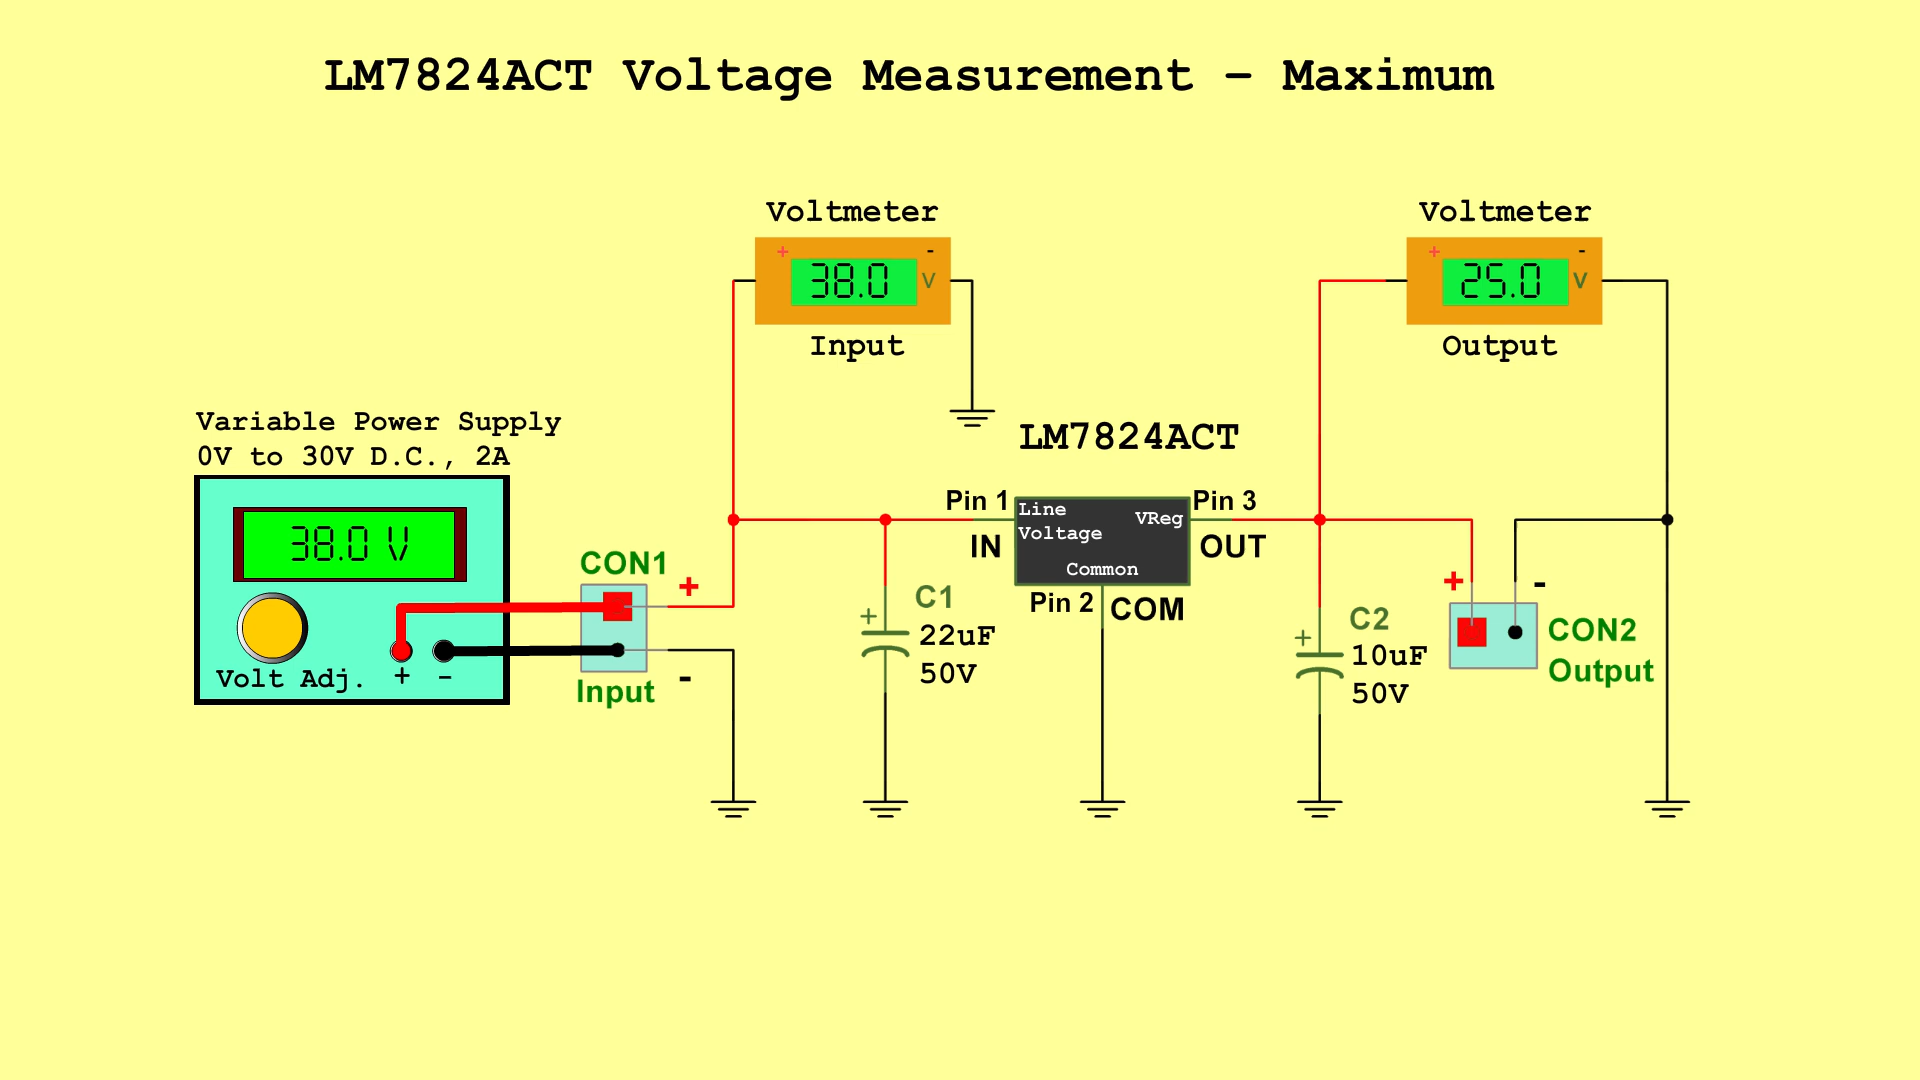 LM7824ACT Voltage Measurement - Maximum
Voltmeter
+ -
38.0 V
Input
Voltmeter
+ -
25.0 V
Output
Variable Power Supply
0V to 30V D.C., 2A
38.0 V
Volt Adj. + -
CON1
+
-
Input
LM7824ACT
Pin 1
IN
Line
Voltage
VReg
Common
Pin 3
OUT
Pin 2
COM
+
C1
22uF
50V
+
C2
10uF
50V
+ -
CON2
Output